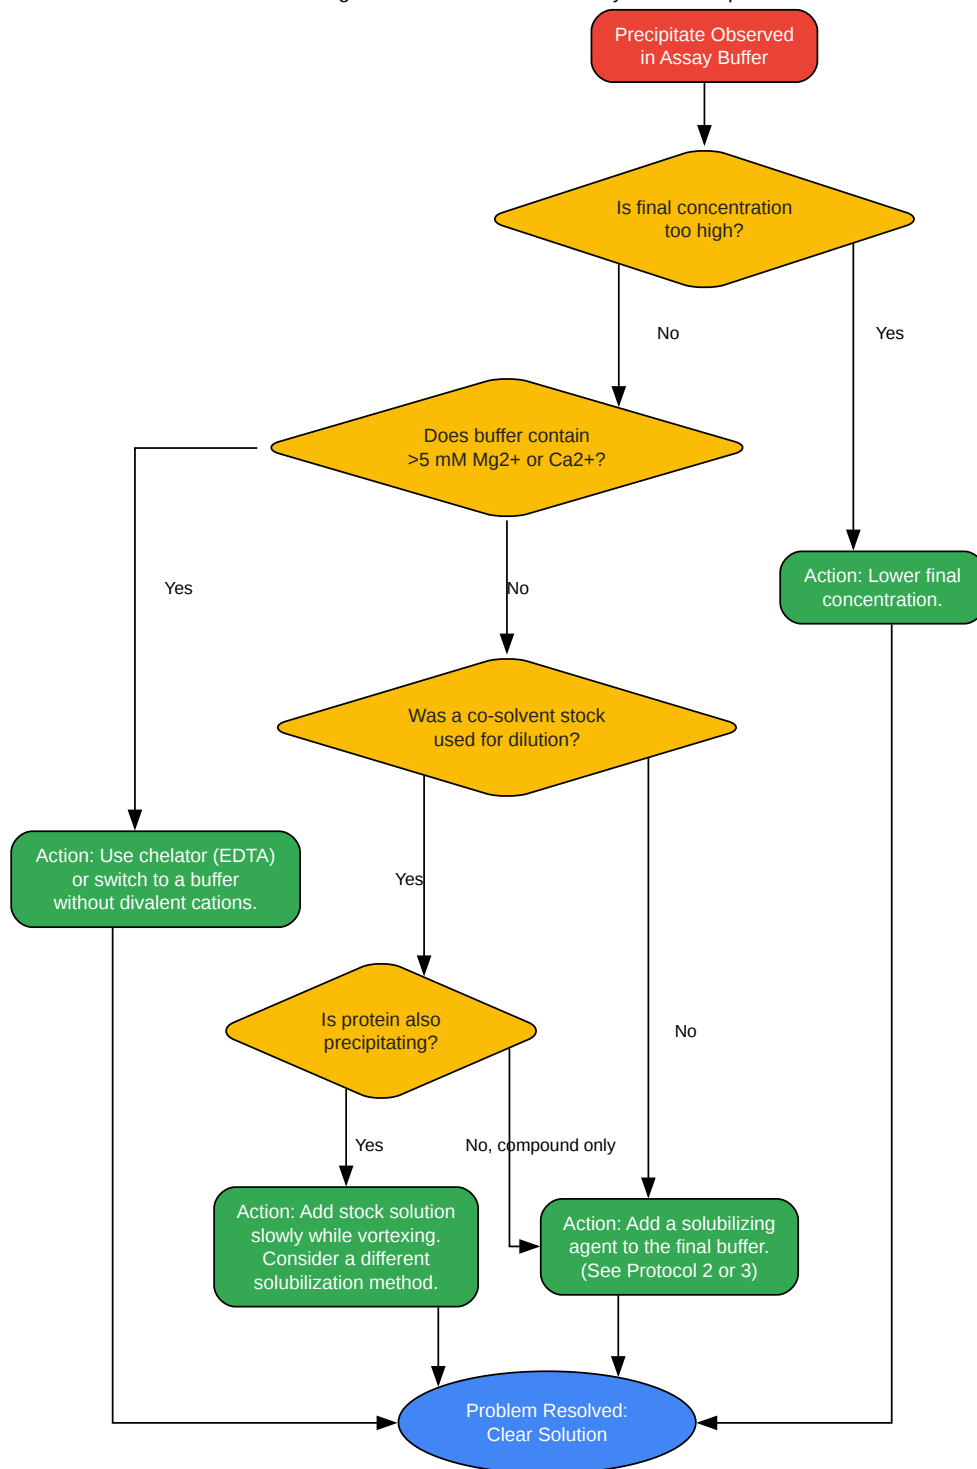 Precipitate Observed
in Assay Buffer
Is final concentration
too high?
No
Yes
Does buffer contain
>5 mM Mg2+ or Ca2+?
Yes
No
Action: Lower final
concentration.
Was a co-solvent stock
used for dilution?
Action: Use chelator (EDTA)
or switch to a buffer
without divalent cations.
Yes
Is protein also
precipitating?
No
Yes
No, compound only
Action: Add stock solution
slowly while vortexing.
Consider a different
solubilization method.
Action: Add a solubilizing
agent to the final buffer.
(See Protocol 2 or 3)
Problem Resolved:
Clear Solution